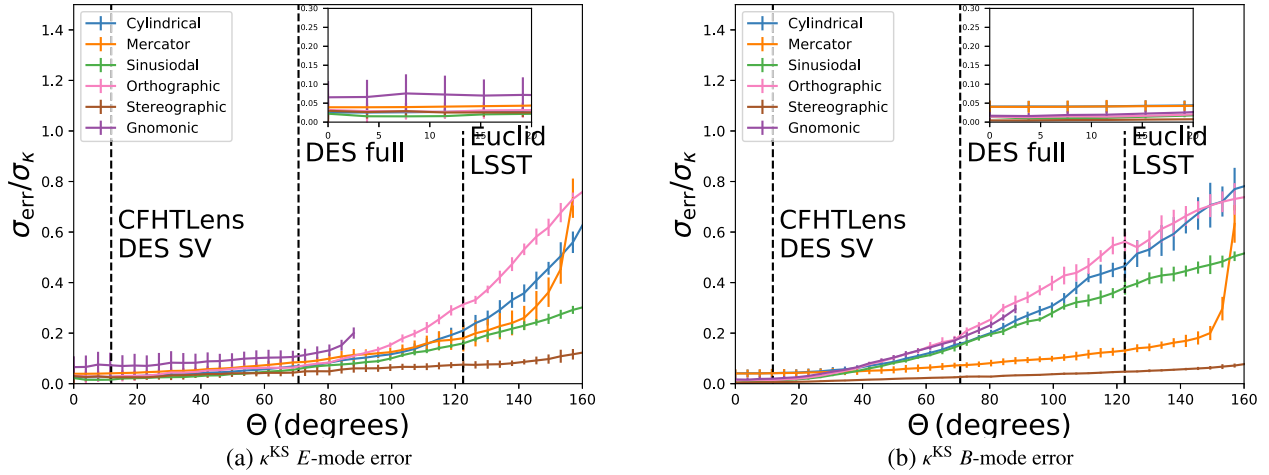 1.4
1.2
1.0
0.8
0.6
0.4
0.2
0.0
σerr/σκ
Cylindrical
Mercator
Sinusiodal
Orthographic
Stereographic
Gnomonic
0.30
0.25
0.20
0.15
0.10
0.05
0.00
0 5 10 15 20
CFHTLens
DES SV
DES full
Euclid
LSST
0 20 40 60 80 100 120 140 160
Θ (degrees)
(a) κ^KS E-mode error
1.4
1.2
1.0
0.8
0.6
0.4
0.2
0.0
σerr/σκ
Cylindrical
Mercator
Sinusiodal
Orthographic
Stereographic
Gnomonic
0.30
0.25
0.20
0.15
0.10
0.05
0.00
0 5 10 15 20
CFHTLens
DES SV
DES full
Euclid
LSST
0 20 40 60 80 100 120 140 160
Θ (degrees)
(b) κ^KS B-mode error